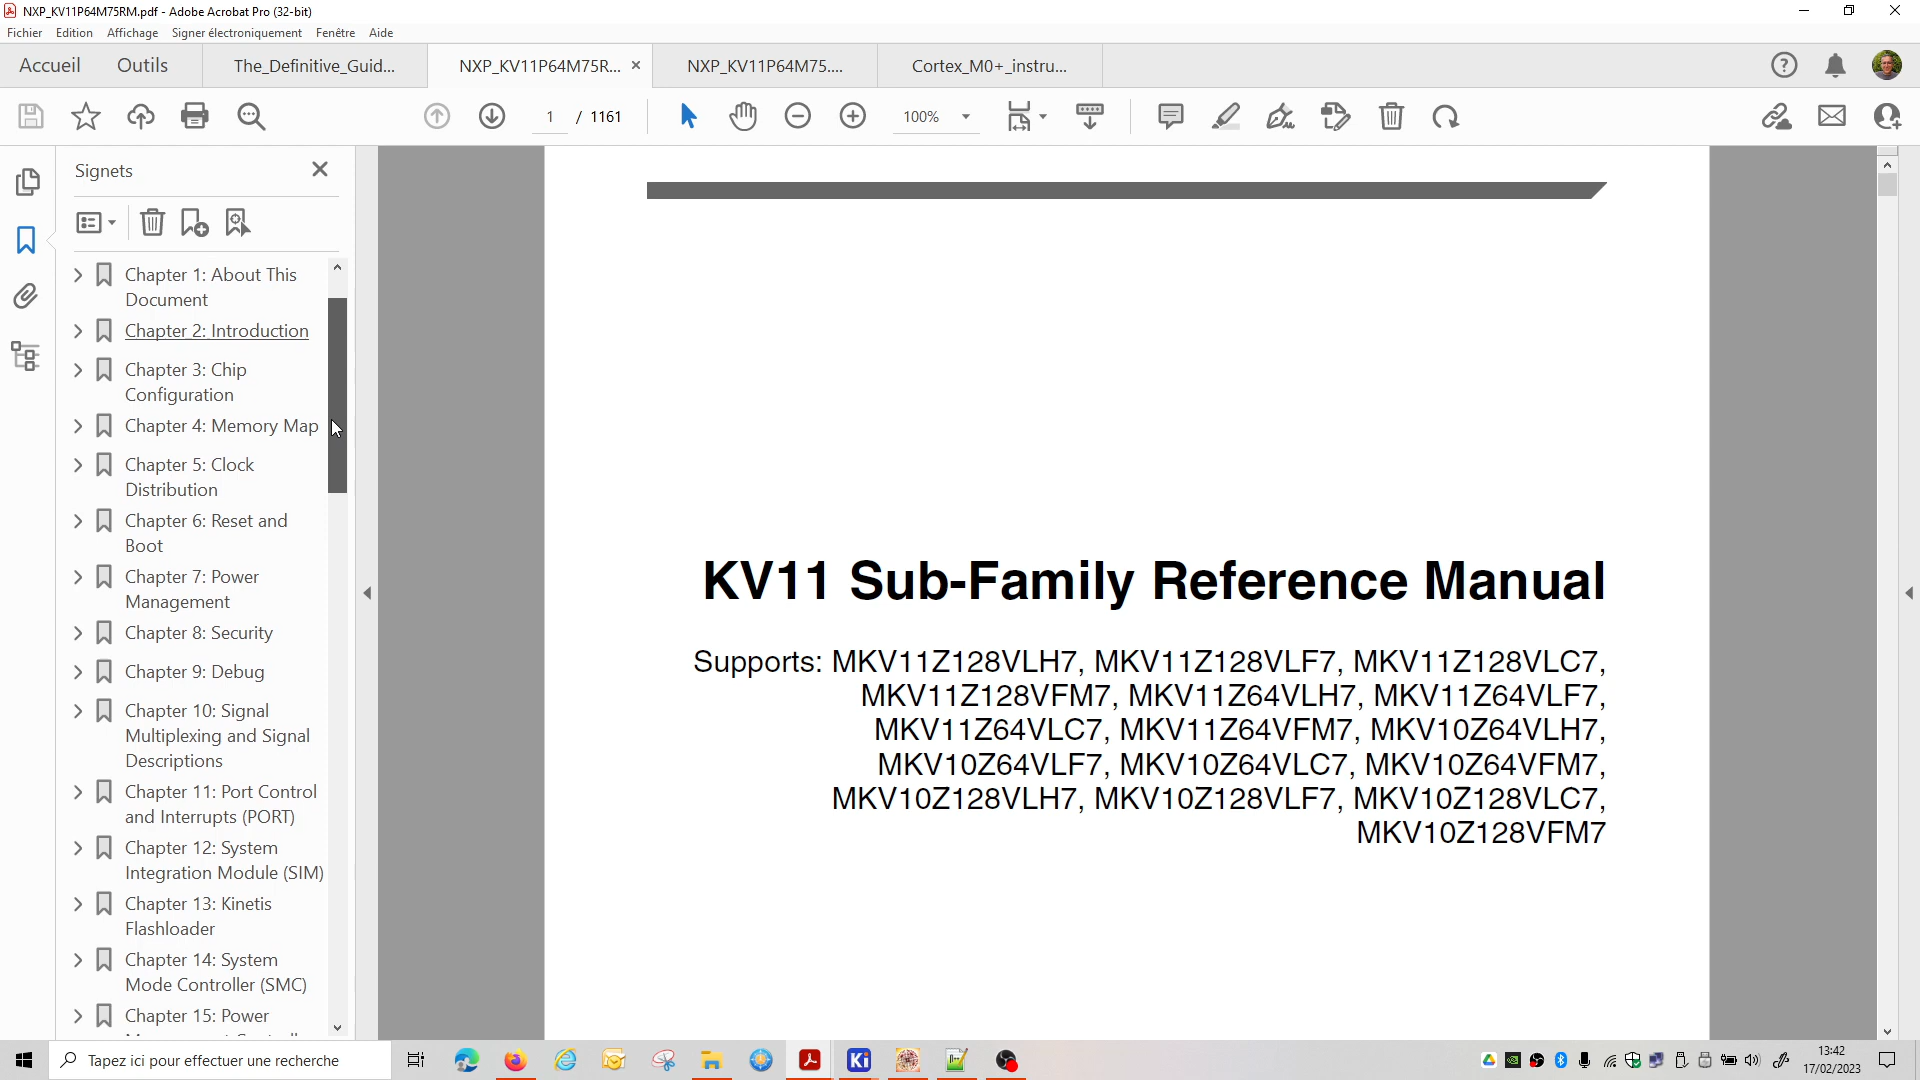 NXP_KV11P64M75RM.pdf - Adobe Acrobat Pro (32-bit)
Fichier Edition Affichage Signer électroniquement Fenêtre Aide
Accueil Outils The_Definitive_Guid... NXP_KV11P64M75R... NXP_KV11P64M75.... Cortex_M0+_instru...
1 / 1161 100%
Signets
Chapter 1: About This
Document
Chapter 2: Introduction
Chapter 3: Chip
Configuration
Chapter 4: Memory Map
Chapter 5: Clock
Distribution
Chapter 6: Reset and
Boot
Chapter 7: Power
Management
Chapter 8: Security
Chapter 9: Debug
Chapter 10: Signal
Multiplexing and Signal
Descriptions
Chapter 11: Port Control
and Interrupts (PORT)
Chapter 12: System
Integration Module (SIM)
Chapter 13: Kinetis
Flashloader
Chapter 14: System
Mode Controller (SMC)
Chapter 15: Power
KV11 Sub-Family Reference Manual
Supports: MKV11Z128VLH7, MKV11Z128VLF7, MKV11Z128VLC7,
MKV11Z128VFM7, MKV11Z64VLH7, MKV11Z64VLF7,
MKV11Z64VLC7, MKV11Z64VFM7, MKV10Z64VLH7,
MKV10Z64VLF7, MKV10Z64VLC7, MKV10Z64VFM7,
MKV10Z128VLH7, MKV10Z128VLF7, MKV10Z128VLC7,
MKV10Z128VFM7
Tapez ici pour effectuer une recherche
Ki
13:42
17/02/2023